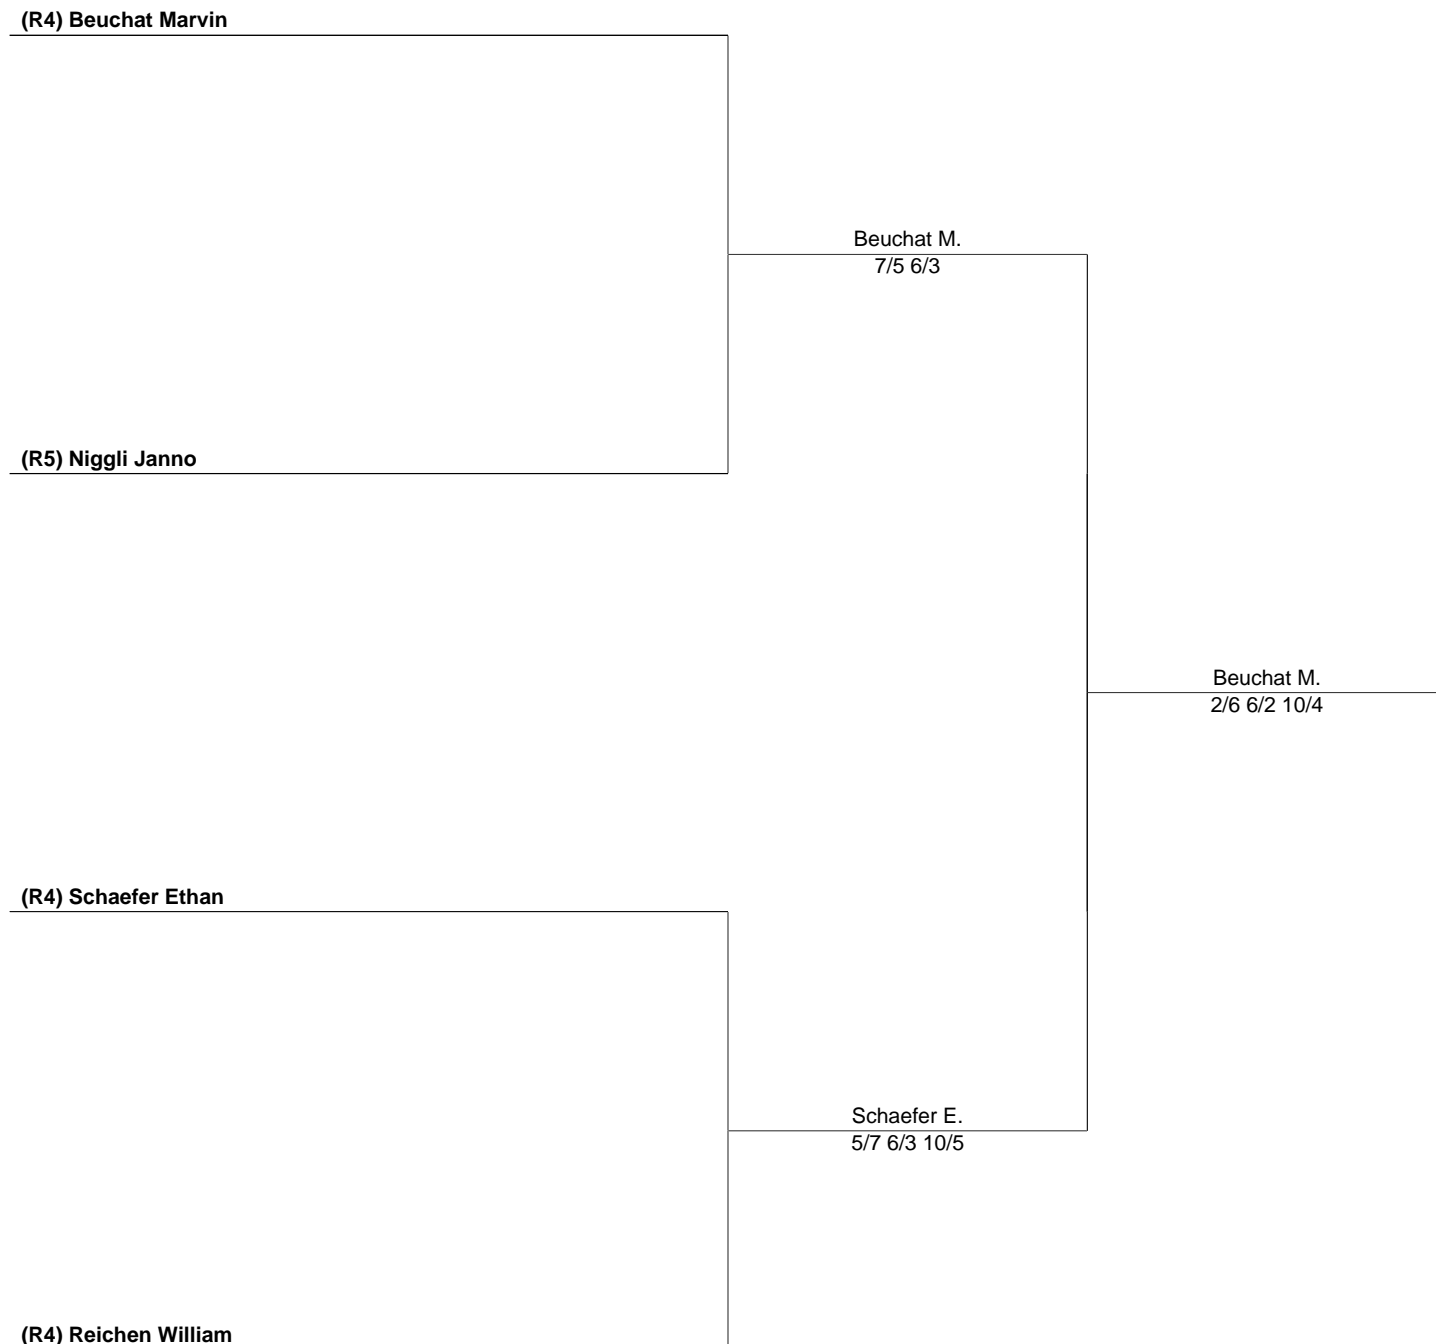 (R4) Beuchat Marvin
Beuchat M.
7/5 6/3
(R5) Niggli Janno
Beuchat M.
2/6 6/2 10/4
(R4) Schaefer Ethan
Schaefer E.
5/7 6/3 10/5
(R4) Reichen William